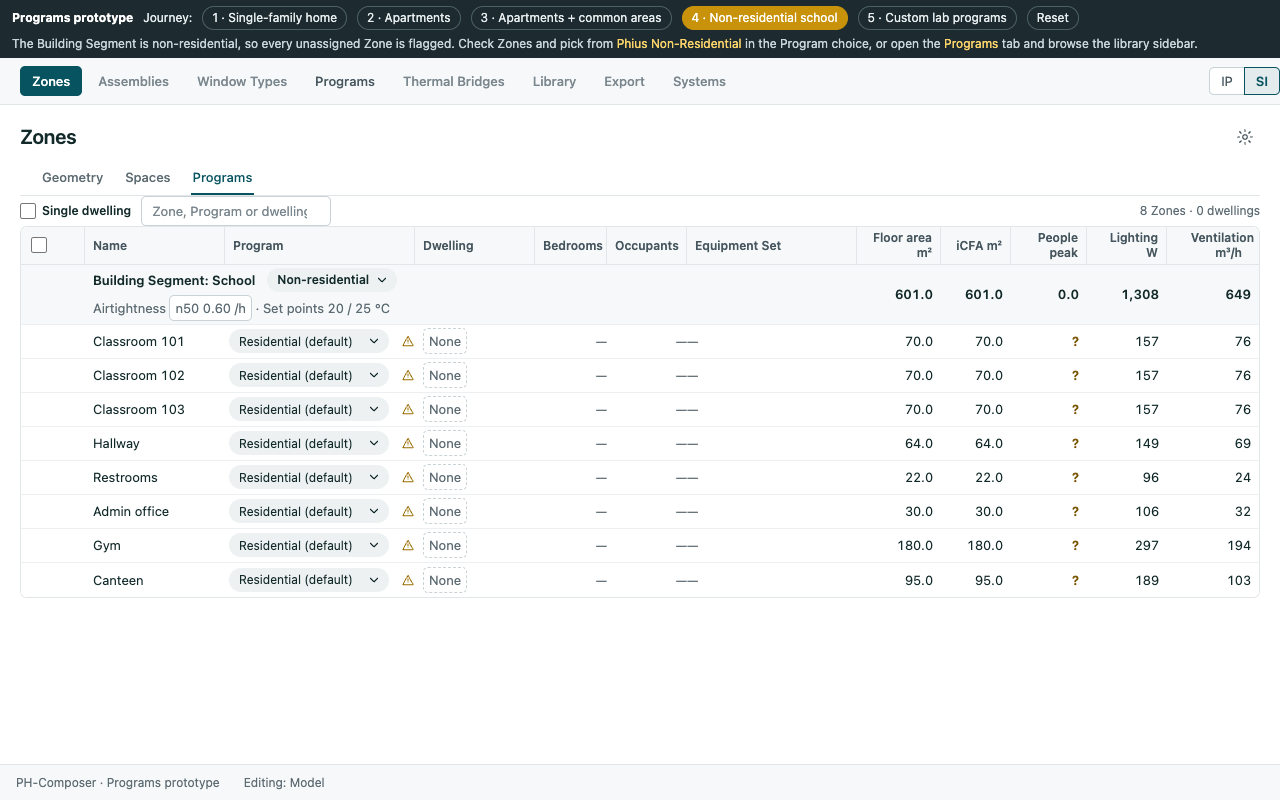 Programs prototype Journey: 1 · Single-family home 2 · Apartments 3 · Apartments + common areas 4 · Non-residential school 5 · Custom lab programs Reset
The Building Segment is non-residential, so every unassigned Zone is flagged. Check Zones and pick from Phius Non-Residential in the Program choice, or open the Programs tab and browse the library sidebar.
Zones Assemblies Window Types Programs Thermal Bridges Library Export Systems IP SI
Zones
Geometry Spaces Programs
Single dwelling Zone, Program or dwelling 8 Zones · 0 dwellings
Name Program Dwelling Bedrooms Occupants Equipment Set Floor area m² iCFA m² People peak Lighting W Ventilation m³/h
Building Segment: School Non-residential 601.0 601.0 0.0 1,308 649
Airtightness n50 0.60 /h · Set points 20 / 25 °C
Classroom 101 Residential (default) None — —— 70.0 70.0 ? 157 76
Classroom 102 Residential (default) None — —— 70.0 70.0 ? 157 76
Classroom 103 Residential (default) None — —— 70.0 70.0 ? 157 76
Hallway Residential (default) None — —— 64.0 64.0 ? 149 69
Restrooms Residential (default) None — —— 22.0 22.0 ? 96 24
Admin office Residential (default) None — —— 30.0 30.0 ? 106 32
Gym Residential (default) None — —— 180.0 180.0 ? 297 194
Canteen Residential (default) None — —— 95.0 95.0 ? 189 103
PH-Composer · Programs prototype Editing: Model